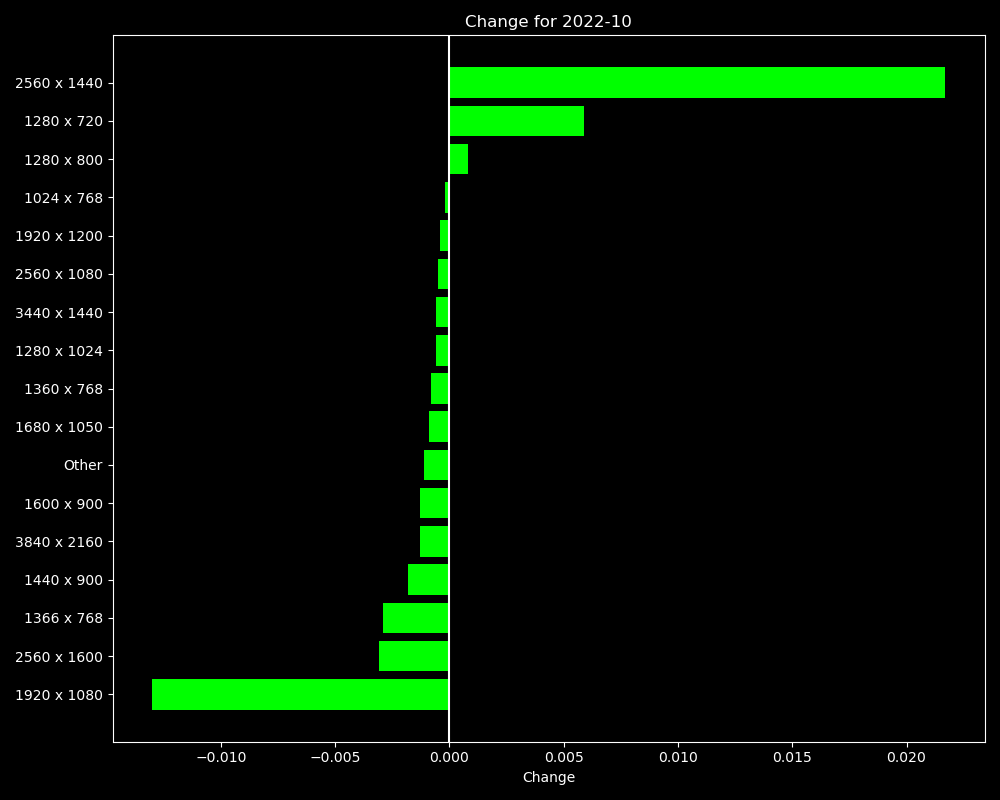 Change for 2022-10
2560 x 1440
1280 x 720
1280 x 800
1024 x 768
1920 x 1200
2560 x 1080
3440 x 1440
1280 x 1024
1360 x 768
1680 x 1050
Other
1600 x 900
3840 x 2160
1440 x 900
1366 x 768
2560 x 1600
1920 x 1080
−0.010 −0.005 0.000 0.005 0.010 0.015 0.020
Change